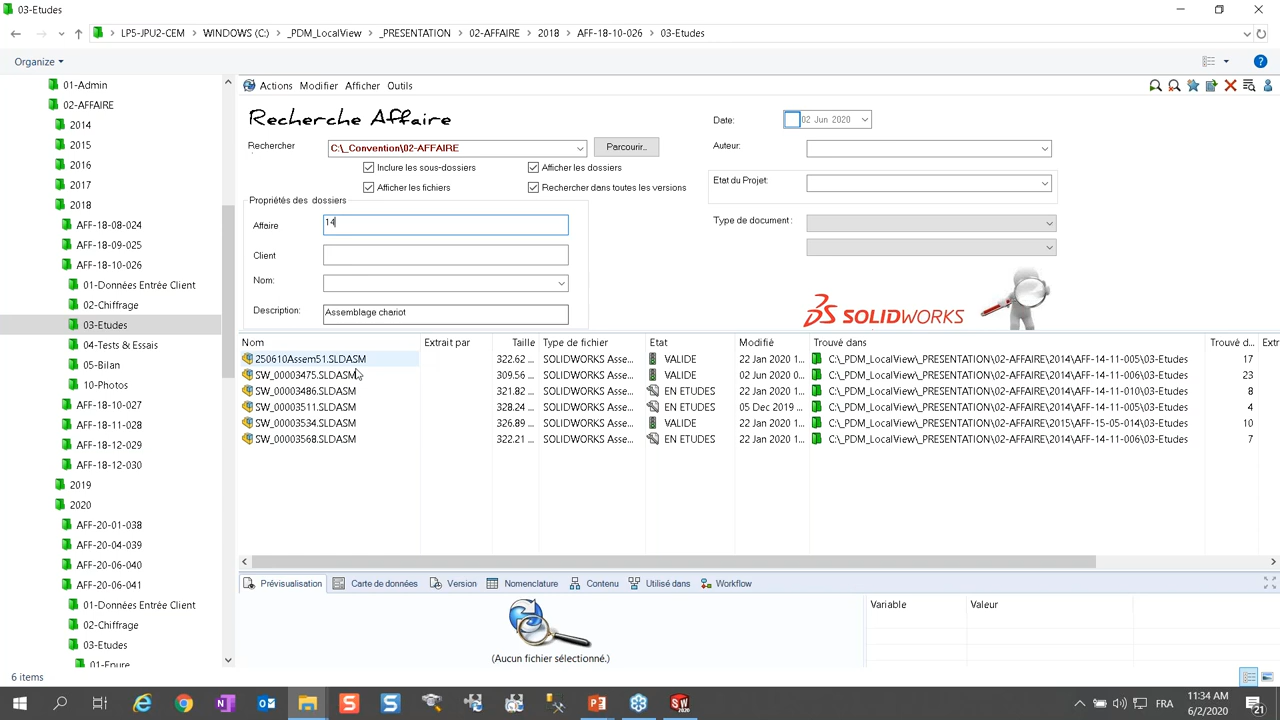 03-Etudes
LP5-JPU2-CEM > WINDOWS (C:) > _PDM_LocalView > _PRESENTATION > 02-AFFAIRE > 2018 > AFF-18-10-026 > 03-Etudes
Organize
01-Admin
02-AFFAIRE
2014
2015
2016
2017
2018
AFF-18-08-024
AFF-18-09-025
AFF-18-10-026
01-Données Entrée Client
02-Chiffrage
03-Etudes
04-Tests & Essais
05-Bilan
10-Photos
AFF-18-10-027
AFF-18-11-028
AFF-18-12-029
AFF-18-12-030
2019
2020
AFF-20-01-038
AFF-20-04-039
AFF-20-06-040
AFF-20-06-041
01-Données Entrée Client
02-Chiffrage
03-Etudes
01-Epure
Actions Modifier Afficher Outils
Recherche Affaire
Rechercher C:\_Convention\02-AFFAIRE Parcourir...
Inclure les sous-dossiers Afficher les dossiers
Afficher les fichiers Rechercher dans toutes les versions
Propriétés des dossiers
Affaire 14
Client
Nom:
Description: Assemblage chariot
Date: 02 Jun 2020
Auteur:
Etat du Projet:
Type de document:
SOLIDWORKS
Nom Extrait par Taille Type de fichier Etat Modifié Trouvé dans Trouvé d...
250610Assem51.SLDASM 322.62 ... SOLIDWORKS Asse... VALIDE 22 Jan 2020 1... C:\_PDM_LocalView\_PRESENTATION\02-AFFAIRE\2014\AFF-14-11-005\03-Etudes 17
SW_00003475.SLDASM 309.56 ... SOLIDWORKS Asse... VALIDE 02 Jun 2020 0... C:\_PDM_LocalView\_PRESENTATION\02-AFFAIRE\2014\AFF-14-11-006\03-Etudes 23
SW_00003486.SLDASM 321.82 ... SOLIDWORKS Asse... EN ETUDES 22 Jan 2020 1... C:\_PDM_LocalView\_PRESENTATION\02-AFFAIRE\2014\AFF-14-11-010\03-Etudes 8
SW_00003511.SLDASM 328.24 ... SOLIDWORKS Asse... EN ETUDES 05 Dec 2019 ... C:\_PDM_LocalView\_PRESENTATION\02-AFFAIRE\2014\AFF-14-11-005\03-Etudes 4
SW_00003534.SLDASM 326.89 ... SOLIDWORKS Asse... VALIDE 22 Jan 2020 1... C:\_PDM_LocalView\_PRESENTATION\02-AFFAIRE\2015\AFF-15-05-014\03-Etudes 10
SW_00003568.SLDASM 322.21 ... SOLIDWORKS Asse... EN ETUDES 22 Jan 2020 1... C:\_PDM_LocalView\_PRESENTATION\02-AFFAIRE\2014\AFF-14-11-006\03-Etudes 7
Prévisualisation Carte de données Version Nomenclature Contenu Utilisé dans Workflow
(Aucun fichier sélectionné.)
Variable Valeur
6 items
FRA
11:34 AM
6/2/2020
21